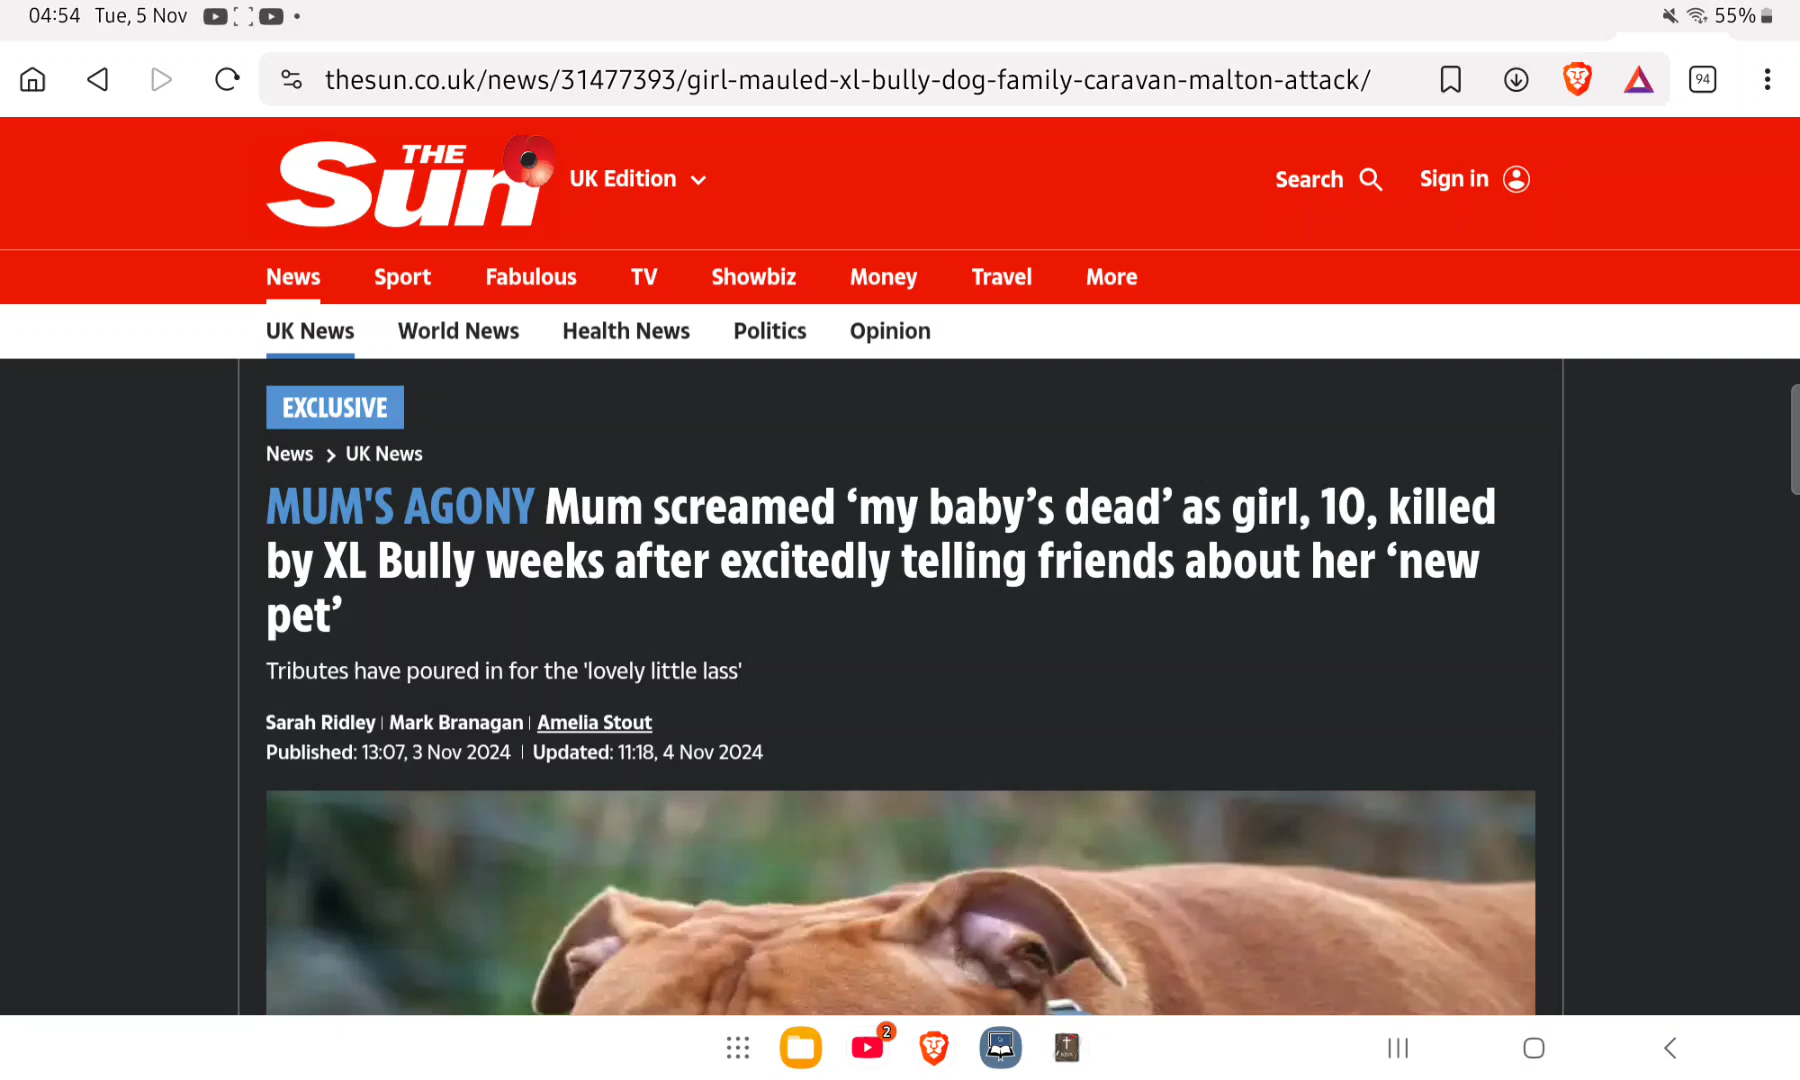 04:54 Tue, 5 Nov
55%
thesun.co.uk/news/31477393/girl-mauled-xl-bully-dog-family-caravan-malton-attack/
94
THE
Sun
UK Edition
Search
Sign in
News Sport Fabulous TV Showbiz Money Travel More
UK News World News Health News Politics Opinion
EXCLUSIVE
News > UK News
MUM'S AGONY Mum screamed ‘my baby’s dead’ as girl, 10, killed
by XL Bully weeks after excitedly telling friends about her ‘new
pet’
Tributes have poured in for the 'lovely little lass'
Sarah Ridley | Mark Branagan | Amelia Stout
Published: 13:07, 3 Nov 2024 | Updated: 11:18, 4 Nov 2024
2